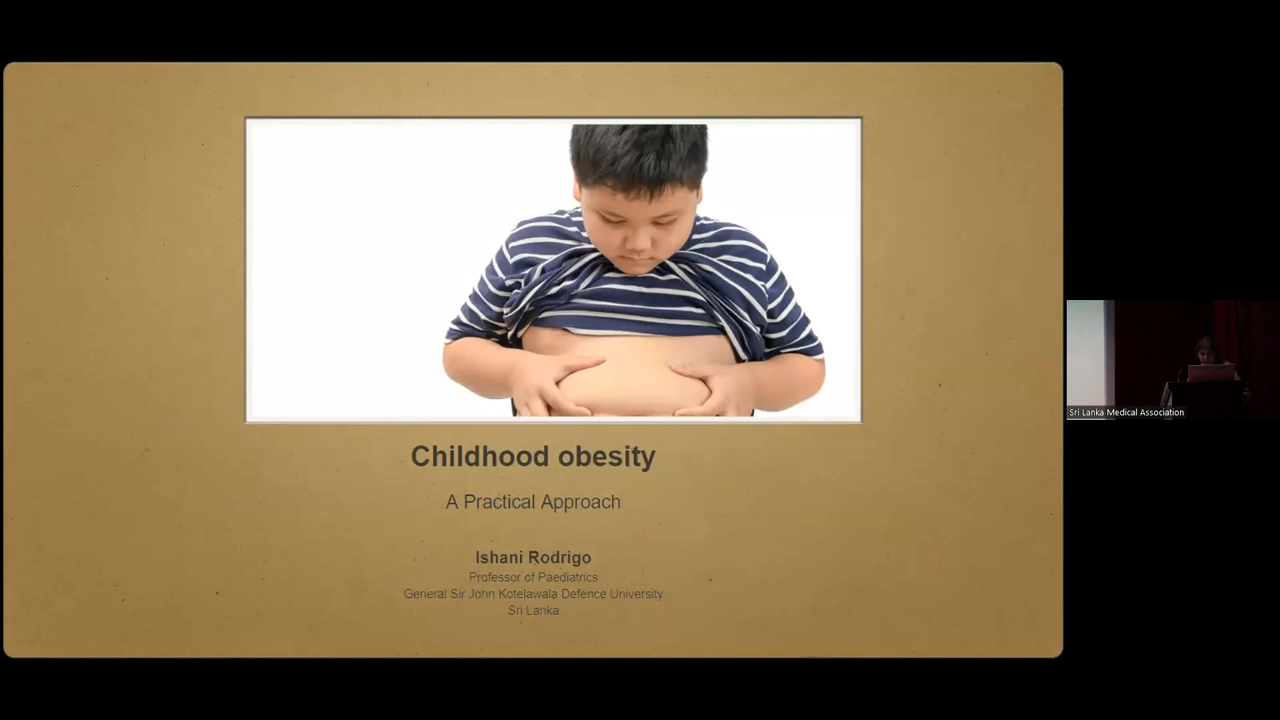 Childhood obesity
A Practical Approach
Ishani Rodrigo
Professor of Paediatrics
General Sir John Kotelawala Defence University
Sri Lanka
Sri Lanka Medical Association